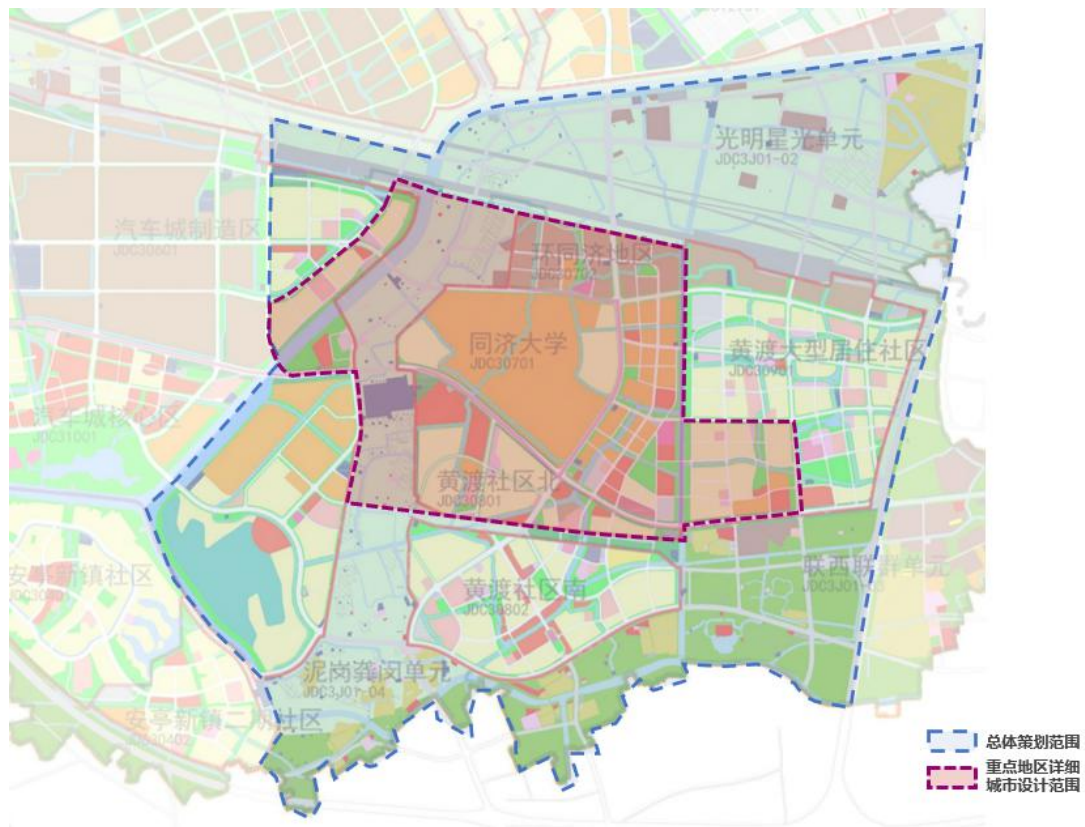 光明星光单元
JDC3J01-02
汽车城制造区
JDC30601
环同济地区
JDC30702
同济大学
JDC30701
黄渡大型居住社区
JDC30901
汽车城核心区
JDC31001
黄渡社区北
JDC30801
安亭新镇社区
JDC30401
黄渡社区南
JDC30802
联西联群单元
泥岗龚闵单元
JDC3J01-04
安亭新镇二期社区
JDC30402
总体策划范围
重点地区详细
城市设计范围